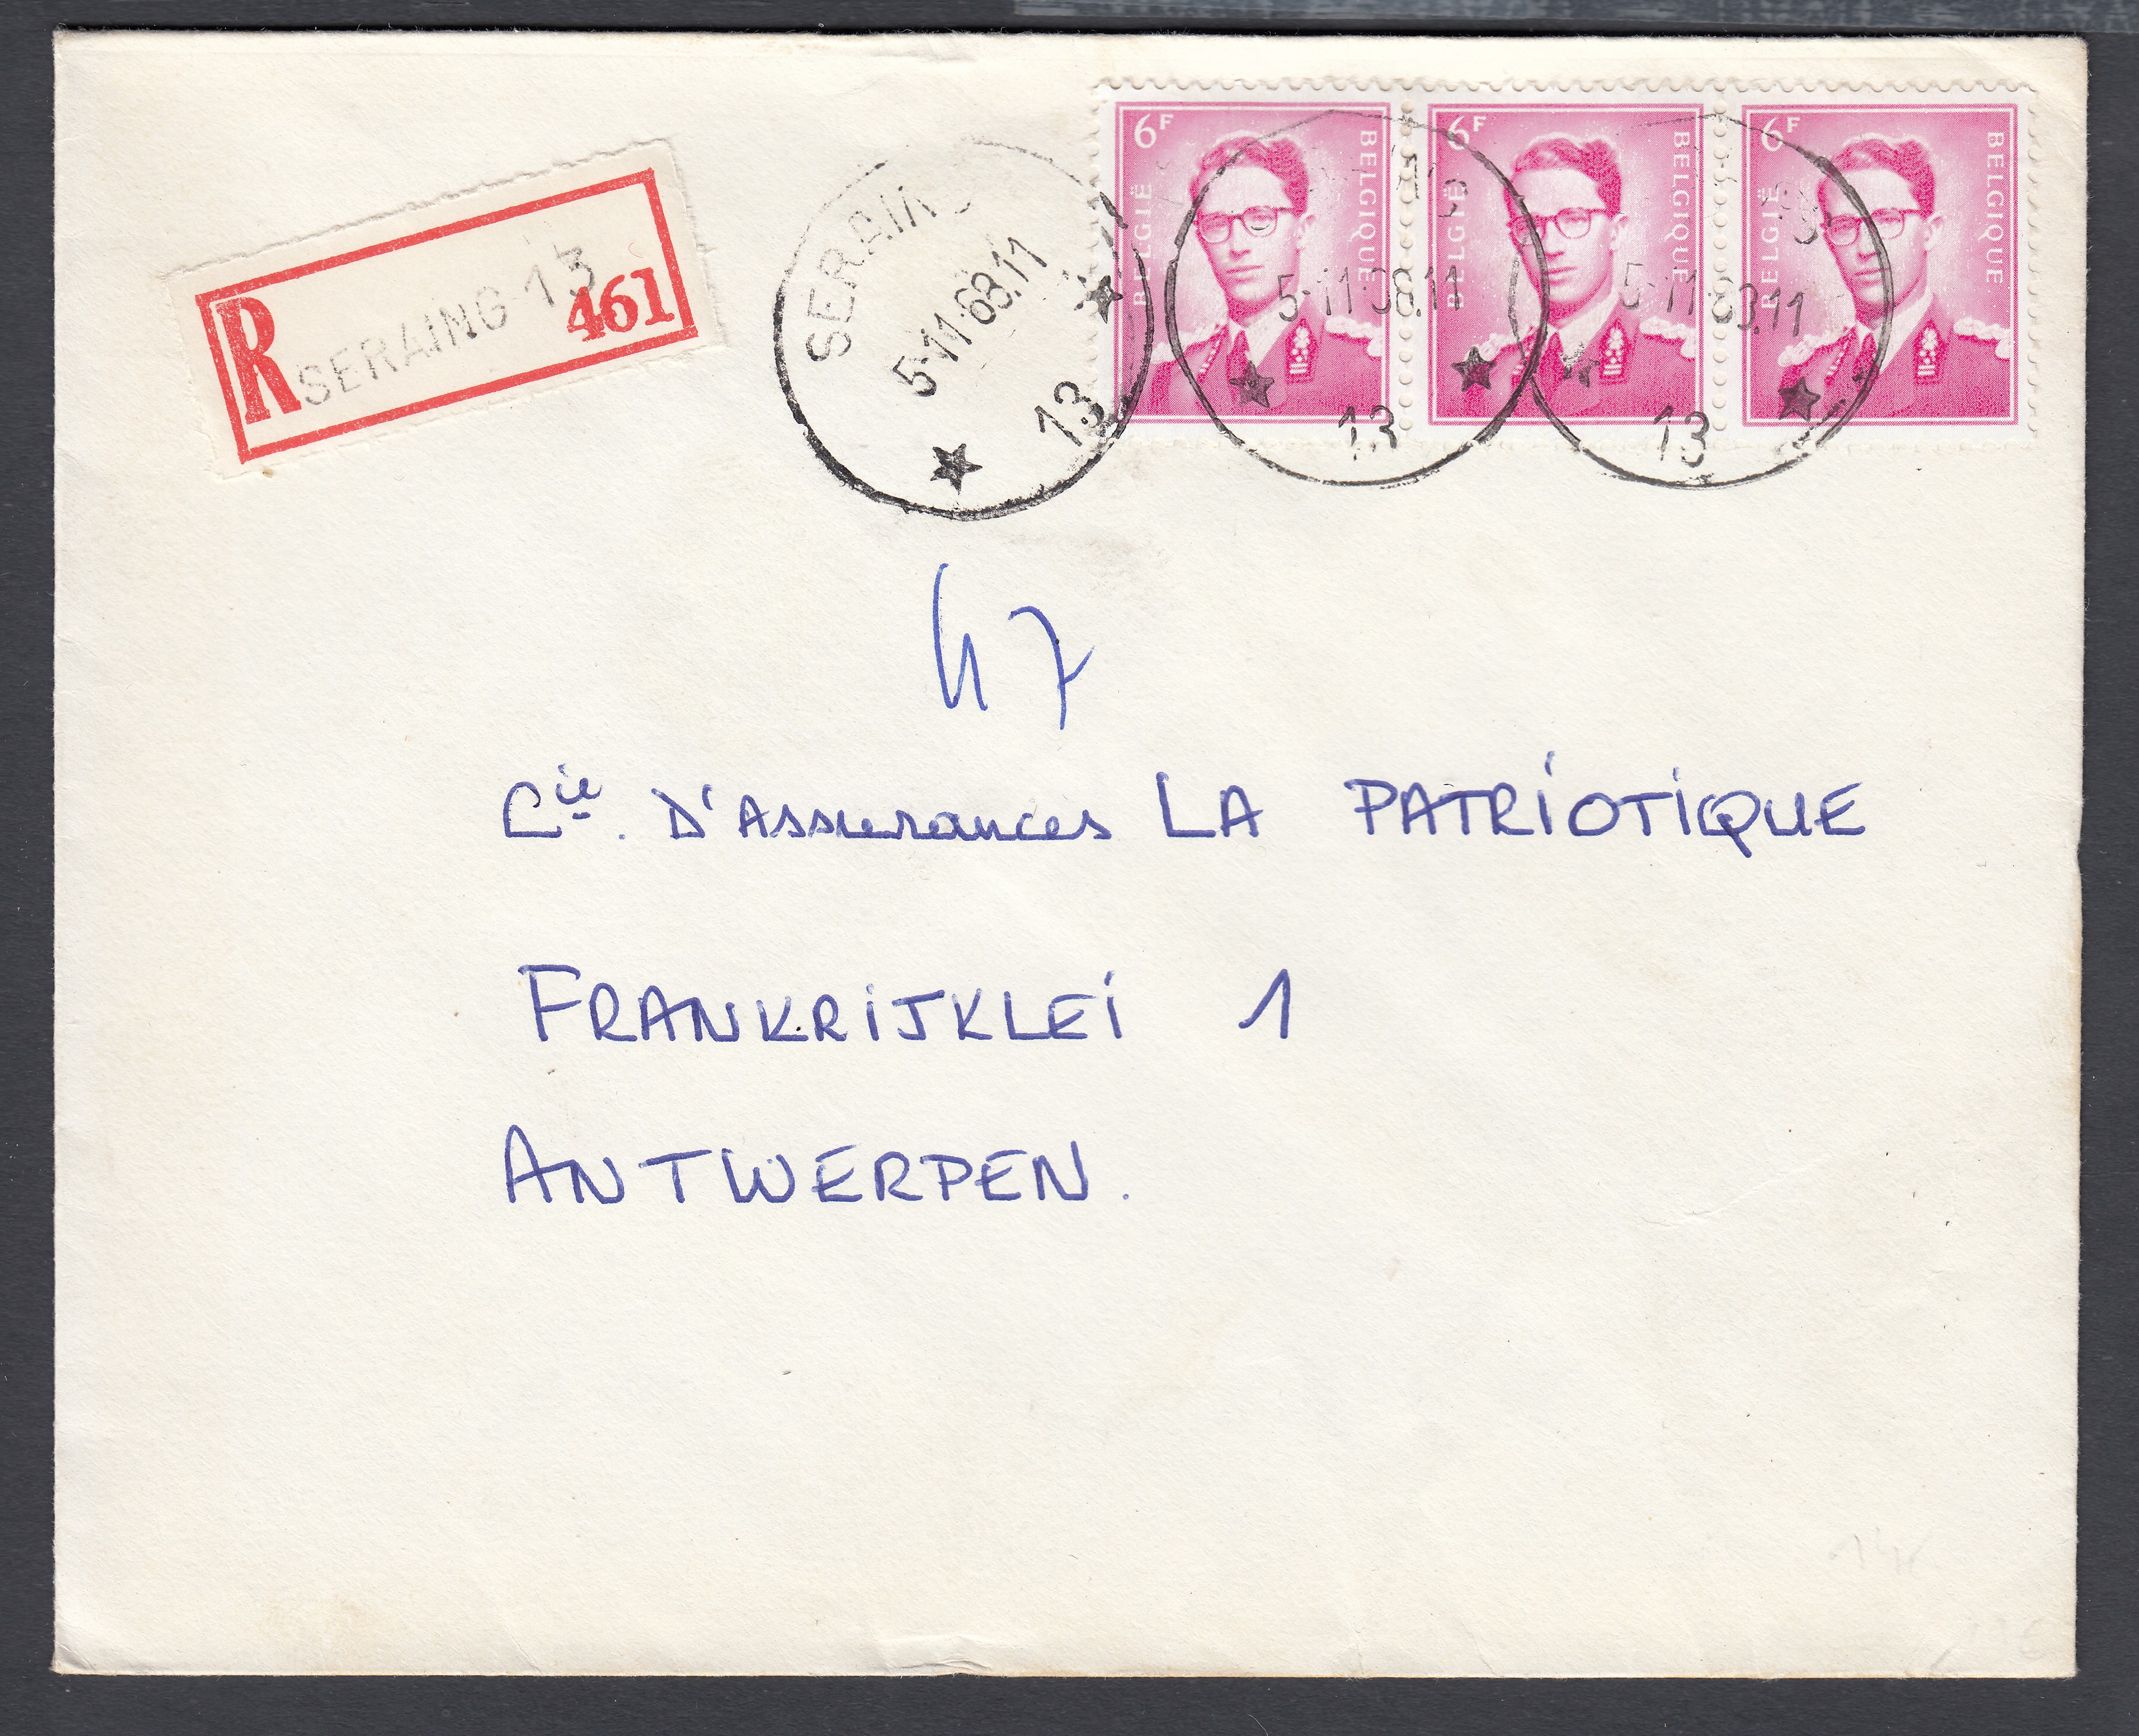 R SERAING 13 461
SERAING
5-11-68.11
13
6F BELGIË BELGIQUE
6F BELGIË BELGIQUE
6F BELGIË BELGIQUE
5-11-68.11
13
5-11-68.11
13
47
Cie. D'Assurances LA PATRIOTIQUE
FRANKRIJKLEI 1
ANTWERPEN.